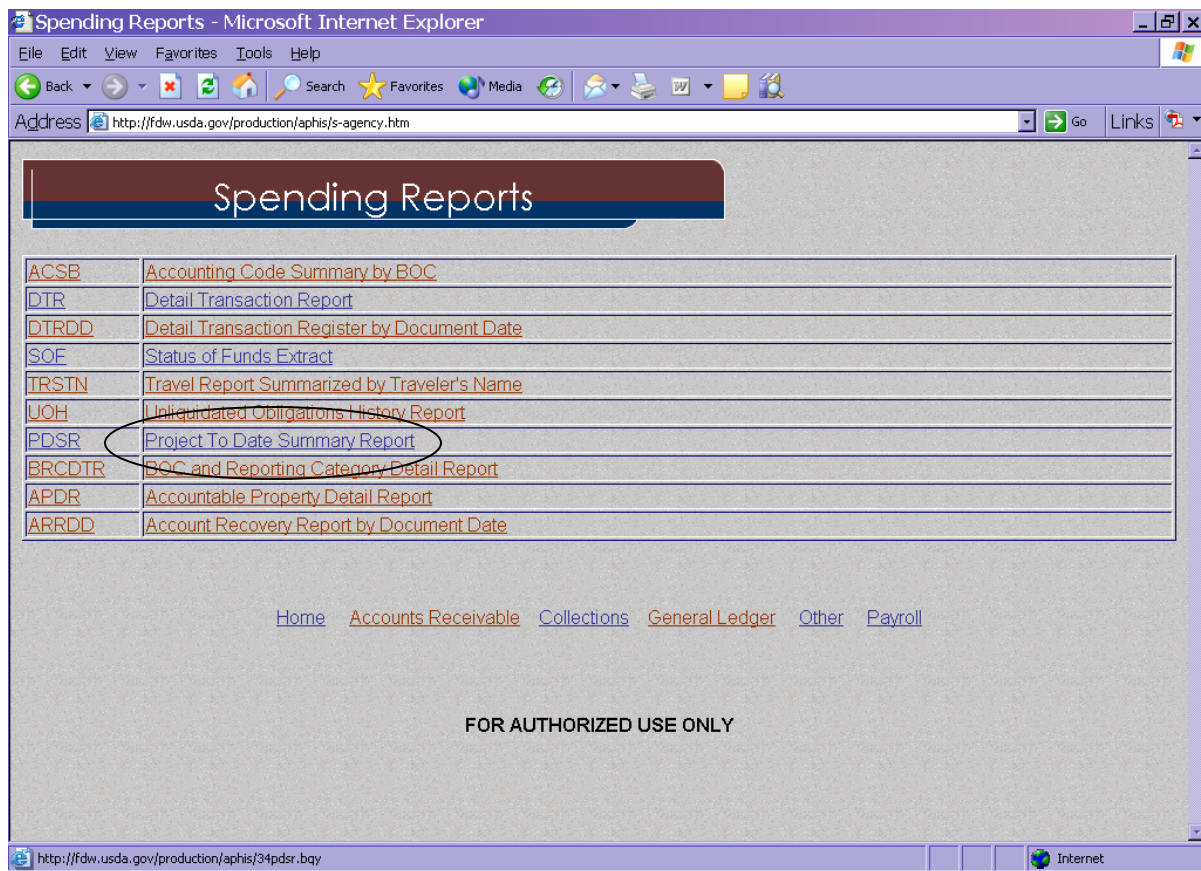 Spending Reports - Microsoft Internet Explorer
File Edit View Favorites Tools Help
Back Search Favorites Media
Address http://fdw.usda.gov/production/aphis/s-agency.htm Go Links
Spending Reports
ACSB Accounting Code Summary by BOC
DTR Detail Transaction Report
DTRDD Detail Transaction Register by Document Date
SOF Status of Funds Extract
TRSTN Travel Report Summarized by Traveler's Name
UOH Unliquidated Obligations History Report
PDSR Project To Date Summary Report
BRCDTR BOC and Reporting Category Detail Report
APDR Accountable Property Detail Report
ARRDD Account Recovery Report by Document Date
Home Accounts Receivable Collections General Ledger Other Payroll
FOR AUTHORIZED USE ONLY
http://fdw.usda.gov/production/aphis/34pdsr.bqy Internet